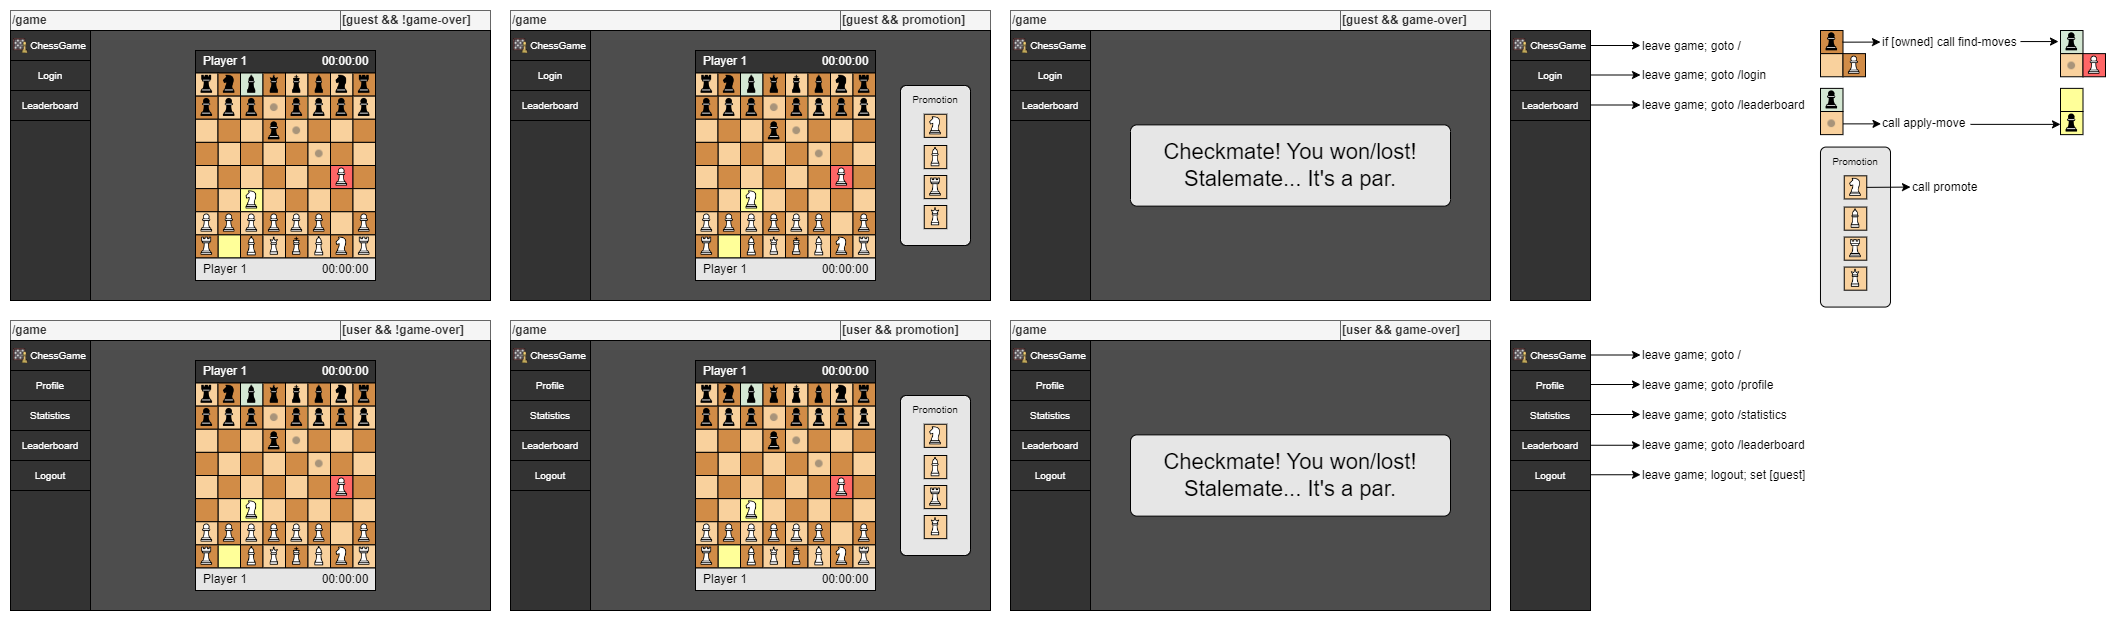 /game
[guest && !game-over]
ChessGame
Login
Leaderboard
Player 1 00:00:00
Player 1 00:00:00
/game
[guest && promotion]
ChessGame
Login
Leaderboard
Player 1 00:00:00
Promotion
Player 1 00:00:00
/game
[guest && game-over]
ChessGame
Login
Leaderboard
Checkmate! You won/lost!
Stalemate... It's a par.
ChessGame
leave game; goto /
Login
leave game; goto /login
Leaderboard
leave game; goto /leaderboard
if [owned] call find-moves
call apply-move
Promotion
call promote
/game
[user && !game-over]
ChessGame
Profile
Statistics
Leaderboard
Logout
Player 1 00:00:00
Player 1 00:00:00
/game
[user && promotion]
ChessGame
Profile
Statistics
Leaderboard
Logout
Player 1 00:00:00
Promotion
Player 1 00:00:00
/game
[user && game-over]
ChessGame
Profile
Statistics
Leaderboard
Logout
Checkmate! You won/lost!
Stalemate... It's a par.
ChessGame
leave game; goto /
Profile
leave game; goto /profile
Statistics
leave game; goto /statistics
Leaderboard
leave game; goto /leaderboard
Logout
leave game; logout; set [guest]